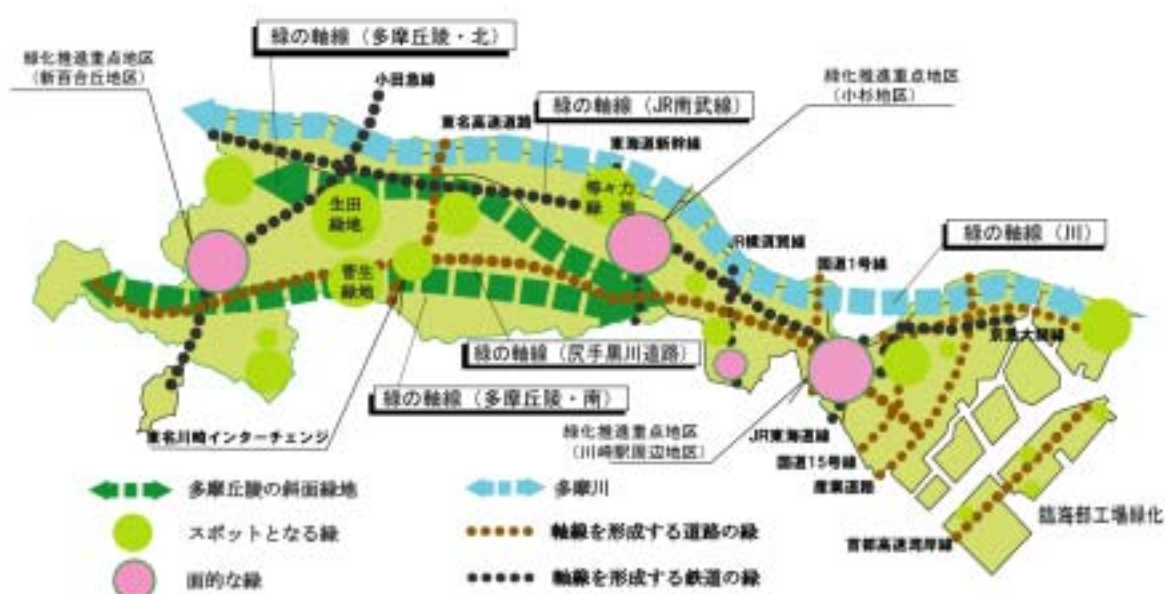 緑の軸線（多摩丘陵・北）
緑化推進重点地区
（新百合丘地区）
小田急線
緑化推進重点地区
（小杉地区）
緑の軸線（JR南武線）
東名高速道路
東海道新幹線
等々力
緑地
生田
緑地
JR横須賀線
緑の軸線（川）
国道1号線
菅生
緑地
京急大師線
緑の軸線（尻手黒川道路）
緑の軸線（多摩丘陵・南）
東名川崎インターチェンジ
緑化推進重点地区
（川崎駅周辺地区）
JR東海道線
国道15号線
産業道路
臨海部工場緑化
首都高速湾岸線
多摩丘陵の斜面緑地
多摩川
スポットとなる緑
軸線を形成する道路の緑
面的な緑
軸線を形成する鉄道の緑